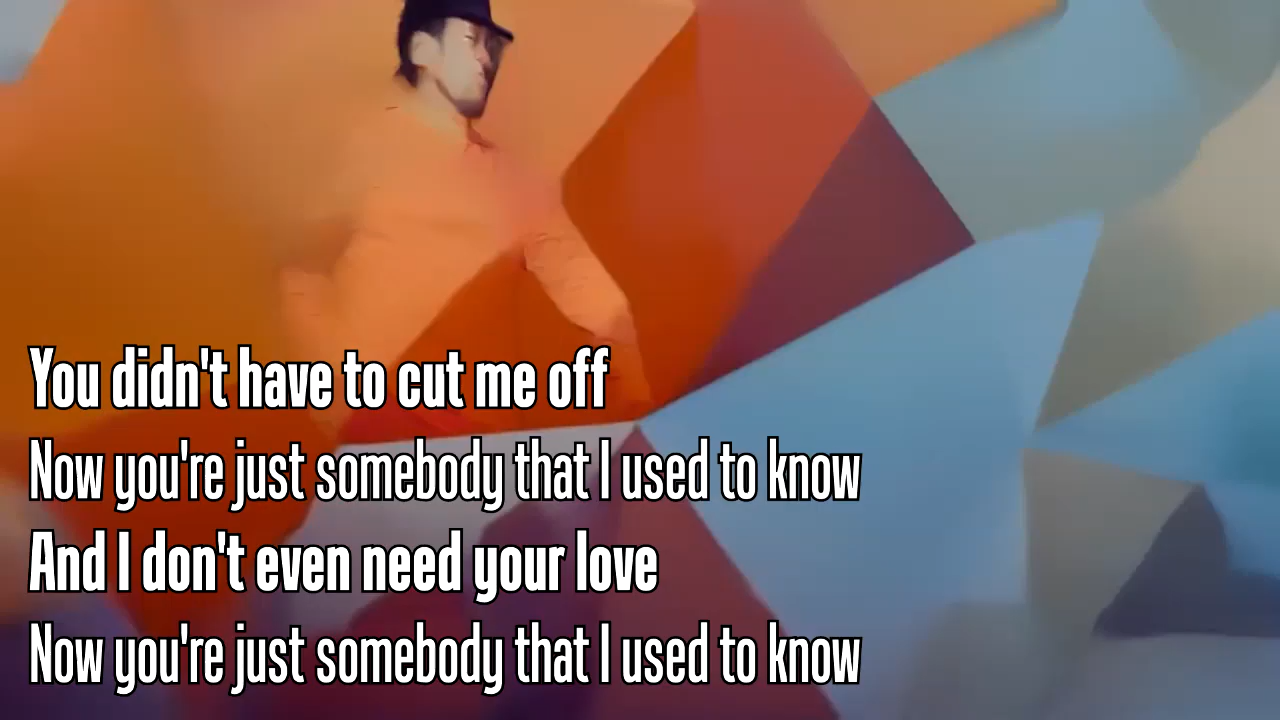 You didn't have to cut me off
Now you're just somebody that I used to know
And I don't even need your love
Now you're just somebody that I used to know